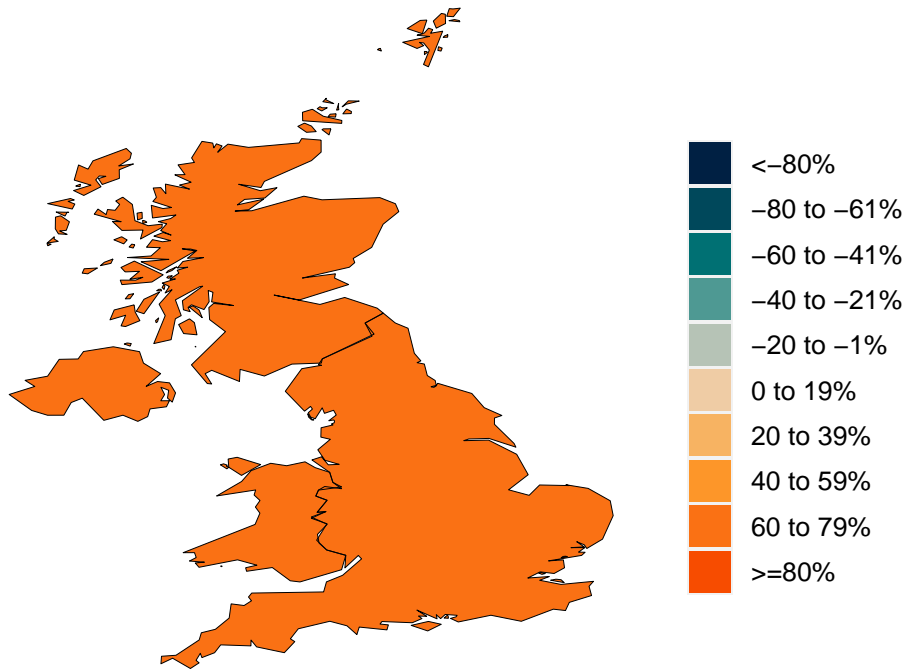 <−80%
−80 to −61%
−60 to −41%
−40 to −21%
−20 to −1%
0 to 19%
20 to 39%
40 to 59%
60 to 79%
>=80%